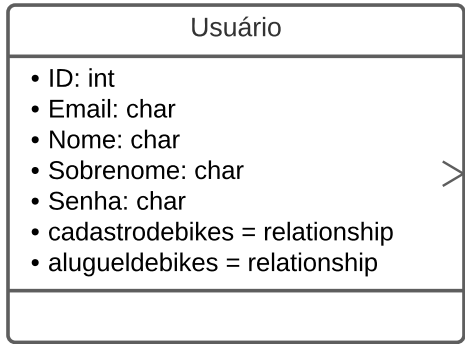 Usuário
• ID: int
• Email: char
• Nome: char
• Sobrenome: char
• Senha: char
• cadastrodebikes = relationship
• alugueldebikes = relationship